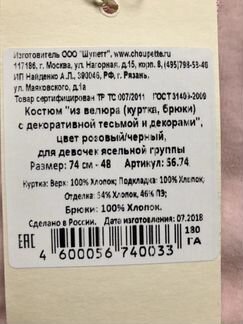 Изготовитель ООО "Шупетт" www.choupette.ru
117186, г. Москва, ул. Нагорная, д.15, корп. 8, (495)798-53-40
ИП Найденко А.Л., 390046, РФ, г. Рязань,
ул. Маяковского, д.1а
Товар сертифицирован ТР ТС 007/2011 ГОСТ 31409-2009
Костюм "из велюра (куртка, брюки)
с декоративной тесьмой и декорами",
цвет розовый/черный,
для девочек ясельной группы
Размер: 74 см - 48 Артикул: 56.74
Куртка: Верх: 100% Хлопок; Подкладка: 100% Хлопок;
Отделка: 54% Хлопок, 46% ПЭ;
Брюки: 100% Хлопок.
Сделано в России. Дата изготовления: 07.2018
EAC
180
ГА
4 600056 740033